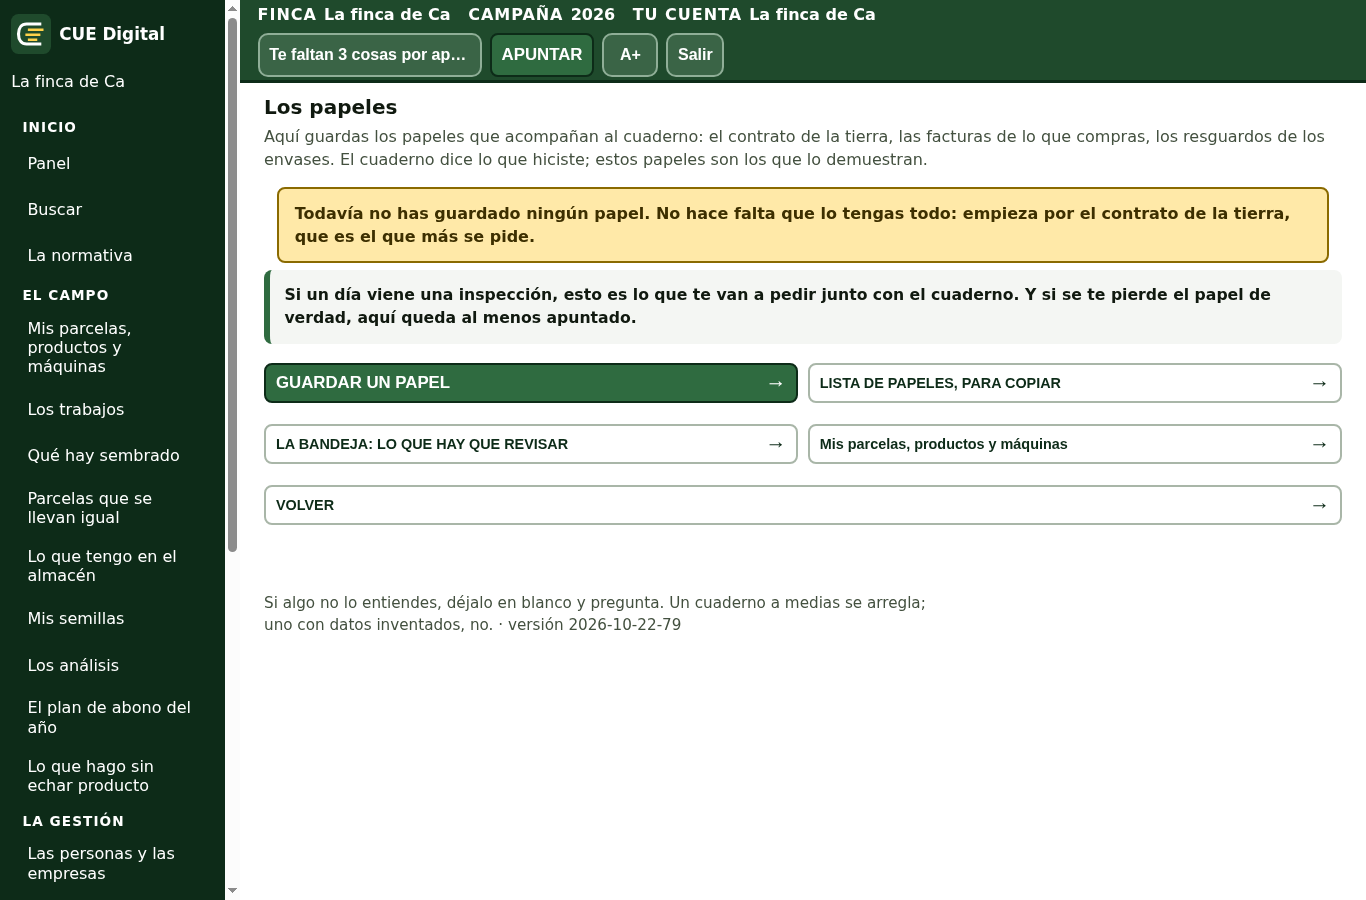 CUE Digital
La finca de Ca
INICIO
Panel
Buscar
La normativa
EL CAMPO
Mis parcelas,
productos y
máquinas
Los trabajos
Qué hay sembrado
Parcelas que se
llevan igual
Lo que tengo en el
almacén
Mis semillas
Los análisis
El plan de abono del
año
Lo que hago sin
echar producto
LA GESTIÓN
Las personas y las
empresas
FINCA La finca de Ca CAMPAÑA 2026 TU CUENTA La finca de Ca
Te faltan 3 cosas por ap... APUNTAR A+ Salir
Los papeles
Aquí guardas los papeles que acompañan al cuaderno: el contrato de la tierra, las facturas de lo que compras, los resguardos de los
envases. El cuaderno dice lo que hiciste; estos papeles son los que lo demuestran.
Todavía no has guardado ningún papel. No hace falta que lo tengas todo: empieza por el contrato de la tierra,
que es el que más se pide.
Si un día viene una inspección, esto es lo que te van a pedir junto con el cuaderno. Y si se te pierde el papel de
verdad, aquí queda al menos apuntado.
GUARDAR UN PAPEL →
LISTA DE PAPELES, PARA COPIAR →
LA BANDEJA: LO QUE HAY QUE REVISAR →
Mis parcelas, productos y máquinas →
VOLVER →
Si algo no lo entiendes, déjalo en blanco y pregunta. Un cuaderno a medias se arregla;
uno con datos inventados, no. · versión 2026-10-22-79